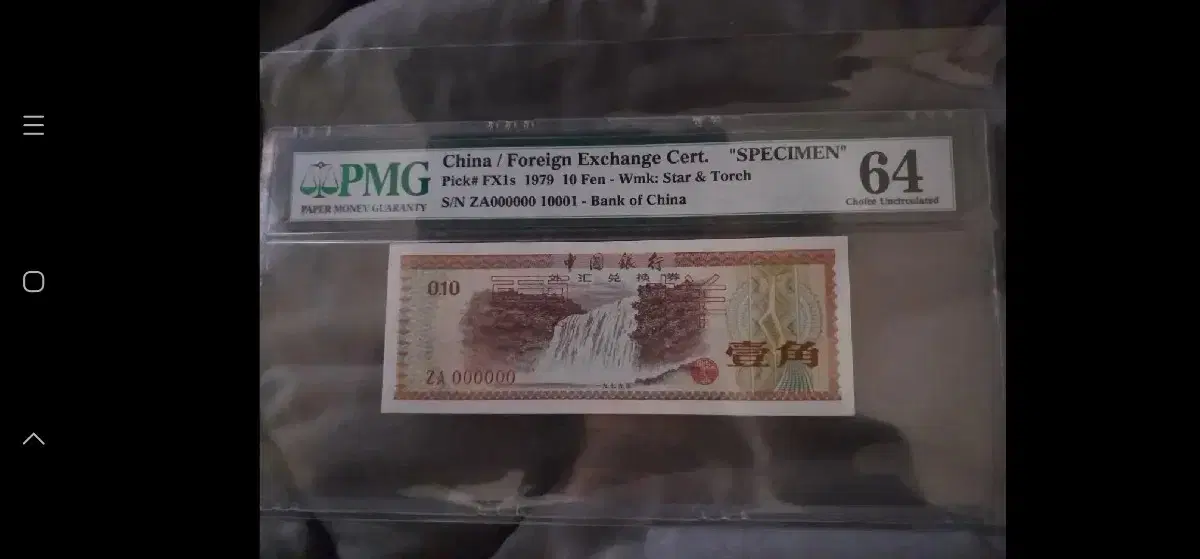 PMG
PAPER MONEY GUARANTY
China / Foreign Exchange Cert. "SPECIMEN"
Pick# FX1s 1979 10 Fen - Wmk: Star & Torch
S/N ZA000000 10001 - Bank of China
64
Choice Uncirculated
中国银行
外汇兑换券
0.10
壹角
ZA 000000